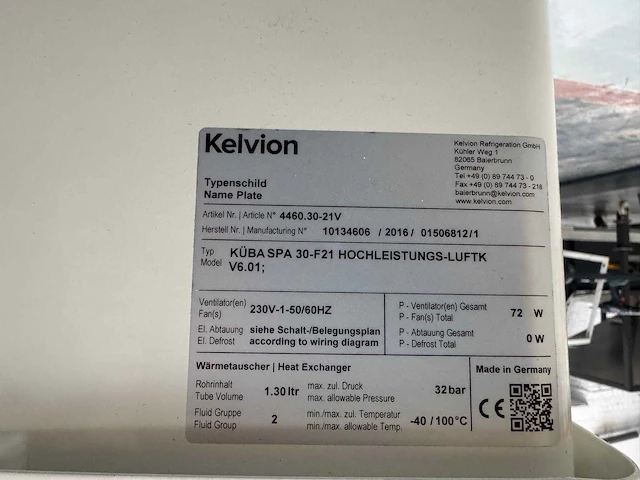 Kelvion
Kelvion Refrigeration GmbH
Kühler Weg 1
82065 Baierbrunn
Germany
Tel +49 (0) 89 744 73 - 0
Fax +49 (0) 89 744 73 - 216
baierbrunn@kelvion.com
www.kelvion.com
Typenschild
Name Plate
Artikel Nr. | Article N° 4460.30-21V
Herstell Nr. | Manufacturing N° 10134606 / 2016 / 01506812/1
Typ
Model
KÜBA SPA 30-F21 HOCHLEISTUNGS-LUFTK
V6.01;
Ventilator(en)
Fan(s)
230V-1-50/60HZ
P - Ventilator(en) Gesamt
P - Fan(s) Total
72 W
El. Abtauung siehe Schalt-/Belegungsplan
El. Defrost according to wiring diagram
P - Abtauung Gesamt
P - Defrost Total
0 W
Wärmetauscher | Heat Exchanger
Made in Germany
Rohrinhalt
Tube Volume
1.30 ltr
max. zul. Druck
max. allowable Pressure
32 bar
Fluid Gruppe
Fluid Group
2
min./max. zul. Temperatur
min./max. allowable Temp.
-40 / 100°C
CE